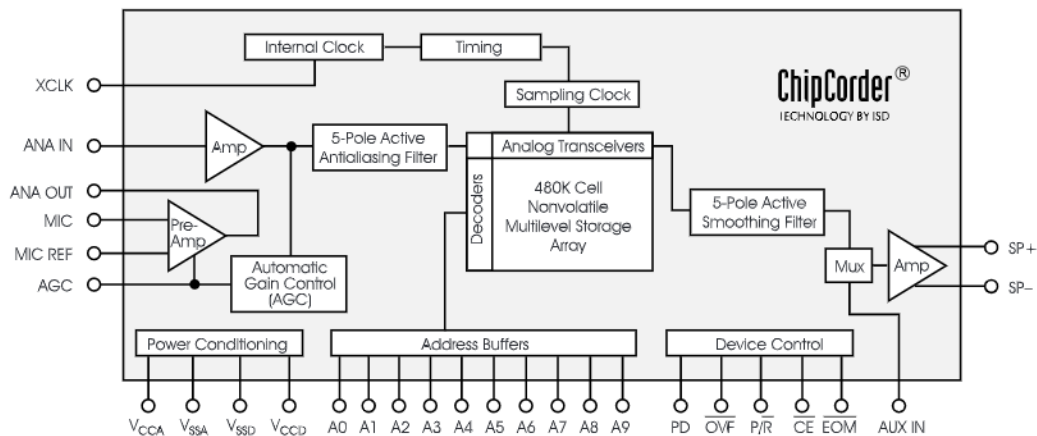 Internal Clock
Timing
XCLK
Sampling Clock
ChipCorder®
TECHNOLOGY BY ISD
ANA IN
Amp
5-Pole Active
Antialiasing Filter
Analog Transceivers
Decoders
480K Cell
Nonvolatile
Multilevel Storage
Array
ANA OUT
MIC
MIC REF
AGC
Pre-
Amp
Automatic
Gain Control
(AGC)
5-Pole Active
Smoothing Filter
Mux
Amp
SP+
SP–
Power Conditioning
Address Buffers
Device Control
VCCA VSSA VSSD VCCD A0 A1 A2 A3 A4 A5 A6 A7 A8 A9 PD OVF P/R CE EOM AUX IN